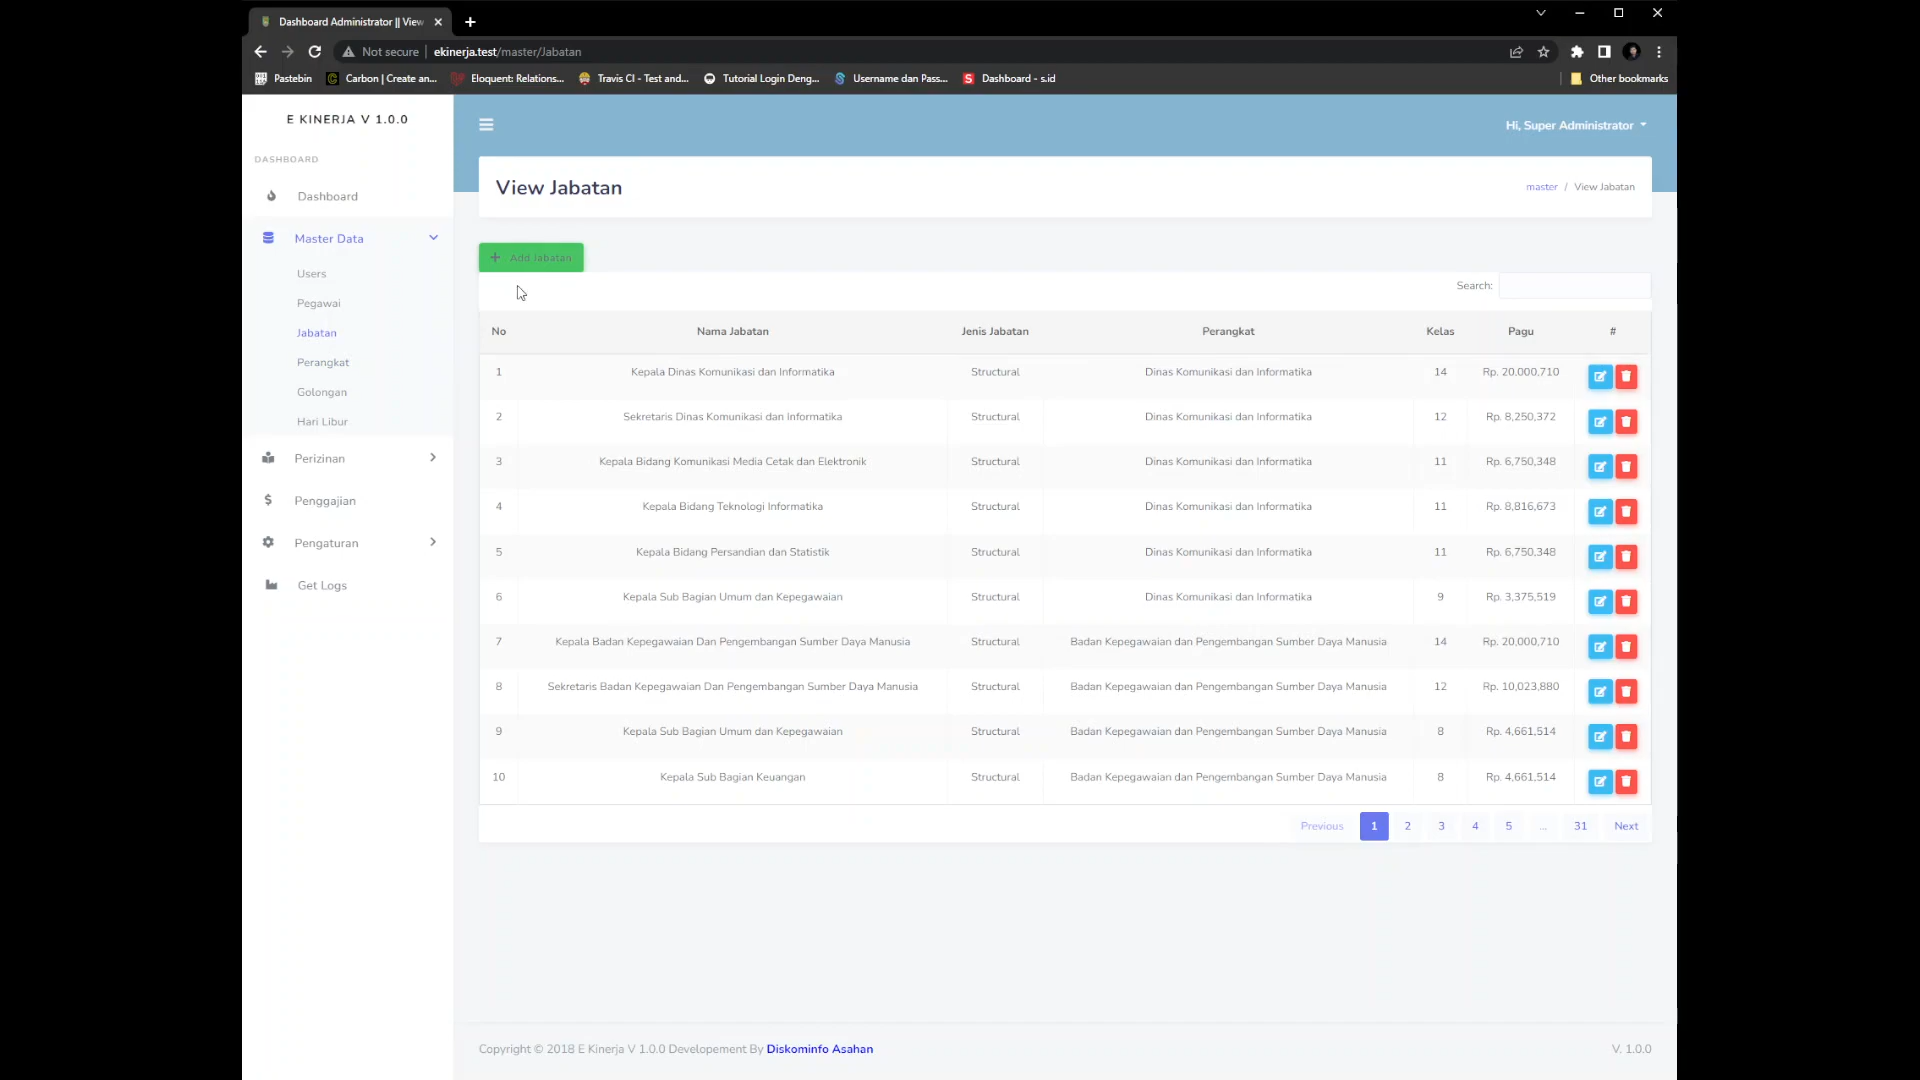 Dashboard Administrator || View
Not secure | ekinerja.test/master/Jabatan
Pastebin Carbon | Create an... Eloquent: Relations... Travis CI - Test and... Tutorial Login Deng... Username dan Pass... Dashboard - s.id Other bookmarks
E KINERJA V 1.0.0
Hi, Super Administrator
DASHBOARD
Dashboard
Master Data
Users
Pegawai
Jabatan
Perangkat
Golongan
Hari Libur
Perizinan
Penggajian
Pengaturan
Get Logs
View Jabatan
master / View Jabatan
Add Jabatan
Search:
No Nama Jabatan Jenis Jabatan Perangkat Kelas Pagu #
1 Kepala Dinas Komunikasi dan Informatika Structural Dinas Komunikasi dan Informatika 14 Rp. 20,000,710
2 Sekretaris Dinas Komunikasi dan Informatika Structural Dinas Komunikasi dan Informatika 12 Rp. 8,250,372
3 Kepala Bidang Komunikasi Media Cetak dan Elektronik Structural Dinas Komunikasi dan Informatika 11 Rp. 6,750,348
4 Kepala Bidang Teknologi Informatika Structural Dinas Komunikasi dan Informatika 11 Rp. 8,816,673
5 Kepala Bidang Persandian dan Statistik Structural Dinas Komunikasi dan Informatika 11 Rp. 6,750,348
6 Kepala Sub Bagian Umum dan Kepegawaian Structural Dinas Komunikasi dan Informatika 9 Rp. 3,375,519
7 Kepala Badan Kepegawaian Dan Pengembangan Sumber Daya Manusia Structural Badan Kepegawaian dan Pengembangan Sumber Daya Manusia 14 Rp. 20,000,710
8 Sekretaris Badan Kepegawaian Dan Pengembangan Sumber Daya Manusia Structural Badan Kepegawaian dan Pengembangan Sumber Daya Manusia 12 Rp. 10,023,880
9 Kepala Sub Bagian Umum dan Kepegawaian Structural Badan Kepegawaian dan Pengembangan Sumber Daya Manusia 8 Rp. 4,661,514
10 Kepala Sub Bagian Keuangan Structural Badan Kepegawaian dan Pengembangan Sumber Daya Manusia 8 Rp. 4,661,514
Previous 1 2 3 4 5 ... 31 Next
Copyright © 2018 E Kinerja V 1.0.0 Developement By Diskominfo Asahan
V. 1.0.0